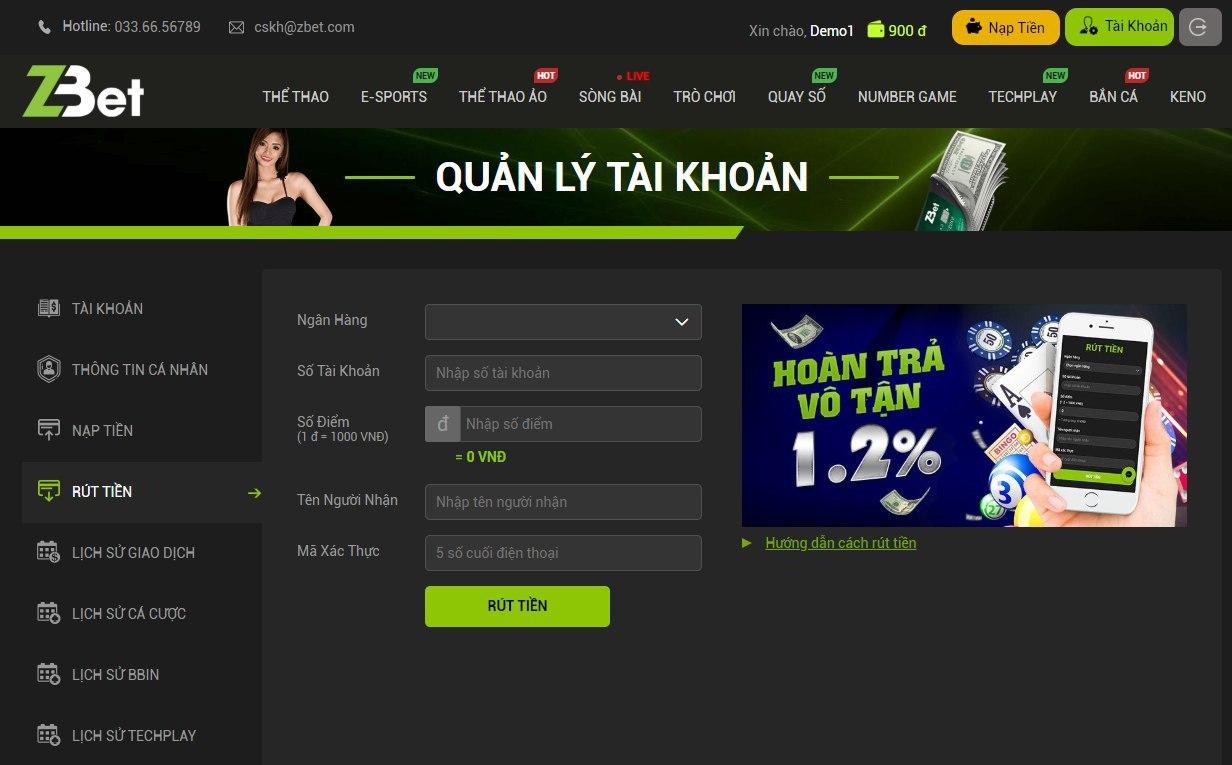 Hotline: 033.66.56789
cskh@zbet.com
Xin chào, Demo1
900 đ
Nạp Tiền
Tài Khoản
ZBet
NEW
HOT
LIVE
NEW
NEW
HOT
THỂ THAO
E-SPORTS
THỂ THAO ẢO
SÒNG BÀI
TRÒ CHƠI
QUAY SỐ
NUMBER GAME
TECHPLAY
BẮN CÁ
KENO
QUẢN LÝ TÀI KHOẢN
ZBet
TÀI KHOẢN
THÔNG TIN CÁ NHÂN
NẠP TIỀN
RÚT TIỀN
LỊCH SỬ GIAO DỊCH
LỊCH SỬ CÁ CƯỢC
LỊCH SỬ BBIN
LỊCH SỬ TECHPLAY
Ngân Hàng
Số Tài Khoản
Nhập số tài khoản
Số Điểm
(1 đ = 1000 VNĐ)
đ
Nhập số điểm
= 0 VNĐ
Tên Người Nhận
Nhập tên người nhận
Mã Xác Thực
5 số cuối điện thoại
RÚT TIỀN
HOÀN TRẢ
VÔ TẬN
1.2%
50
50
A
BINGO
3
27
RÚT TIỀN
Hướng dẫn cách rút tiền